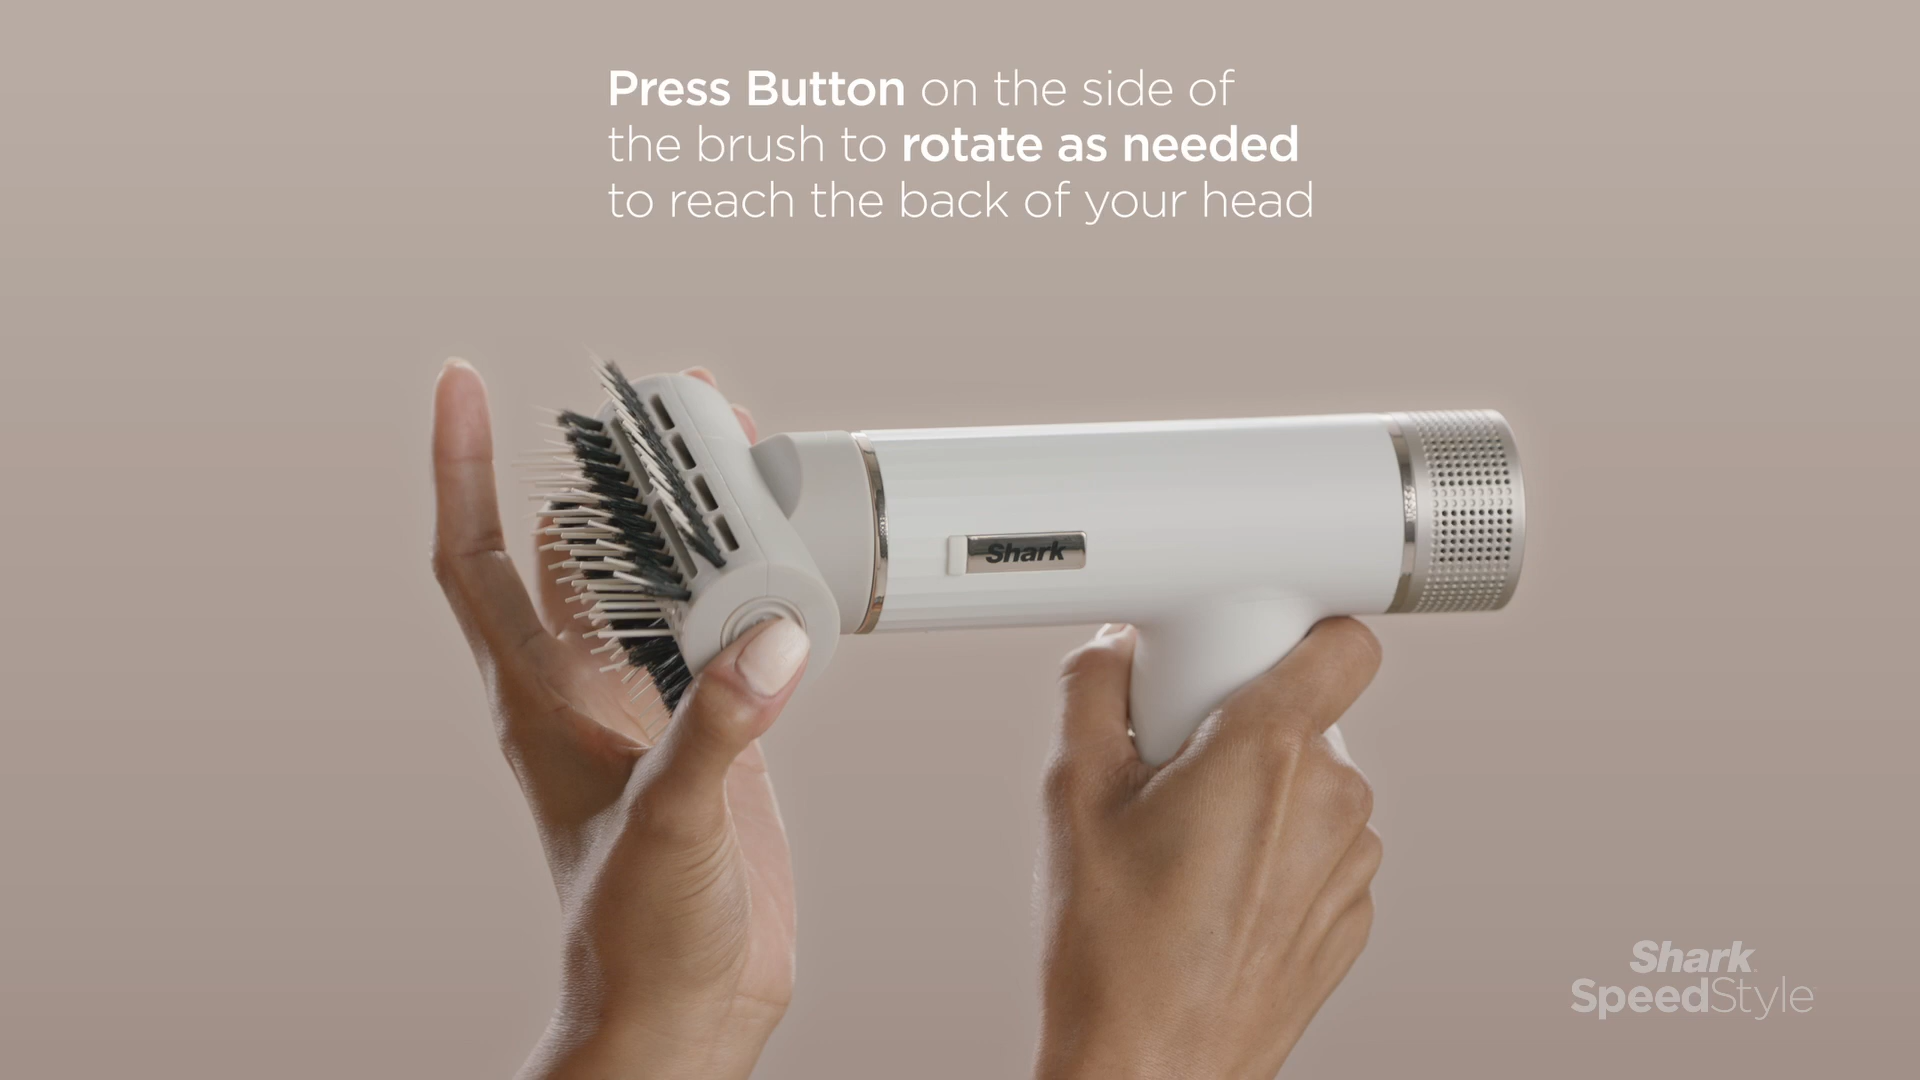 Press Button on the side of
the brush to rotate as needed
to reach the back of your head
Shark
Shark
SpeedStyle